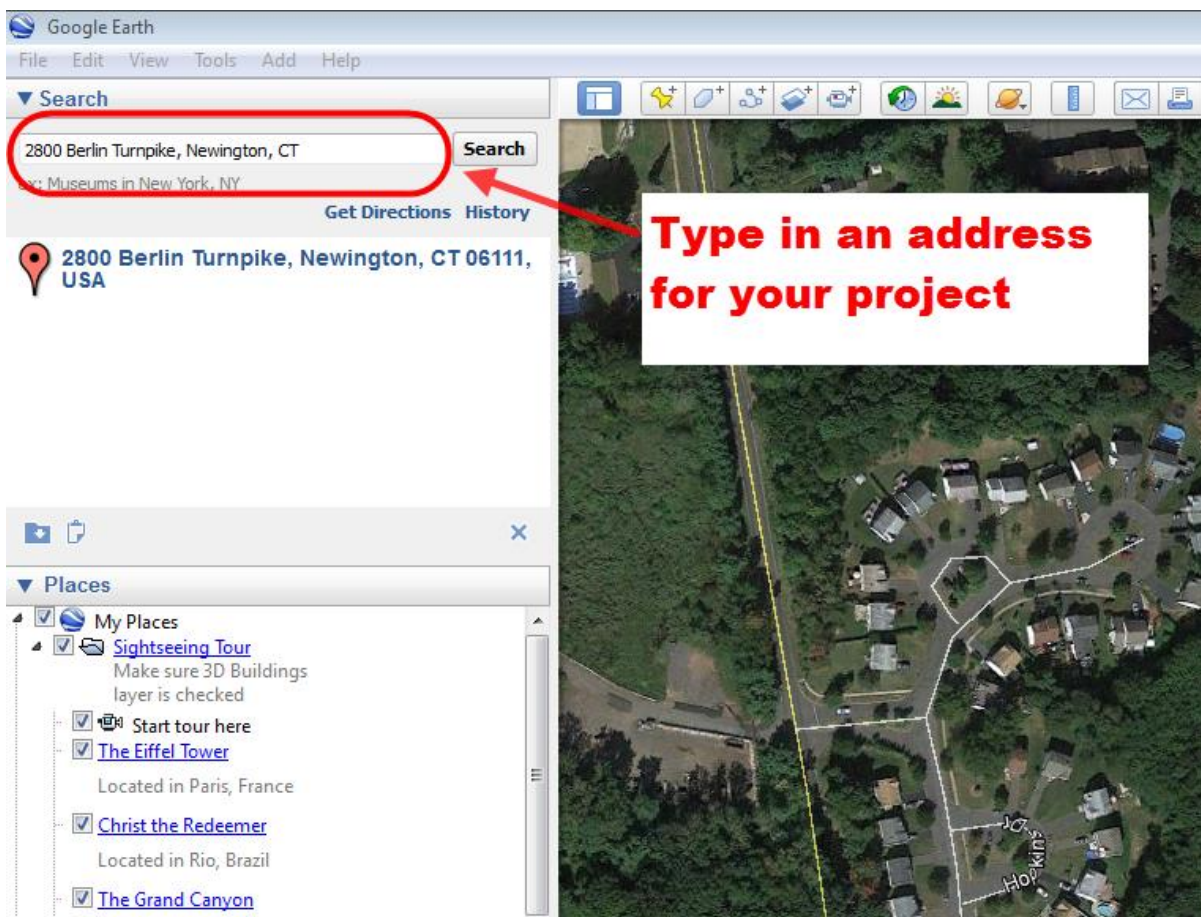 Google Earth
File Edit View Tools Add Help
▼ Search
2800 Berlin Turnpike, Newington, CT
Search
ex: Museums in New York, NY
Get Directions History
2800 Berlin Turnpike, Newington, CT 06111,
USA
Type in an address
for your project
▼ Places
My Places
Sightseeing Tour
Make sure 3D Buildings
layer is checked
Start tour here
The Eiffel Tower
Located in Paris, France
Christ the Redeemer
Located in Rio, Brazil
The Grand Canyon
Hopkins Dr